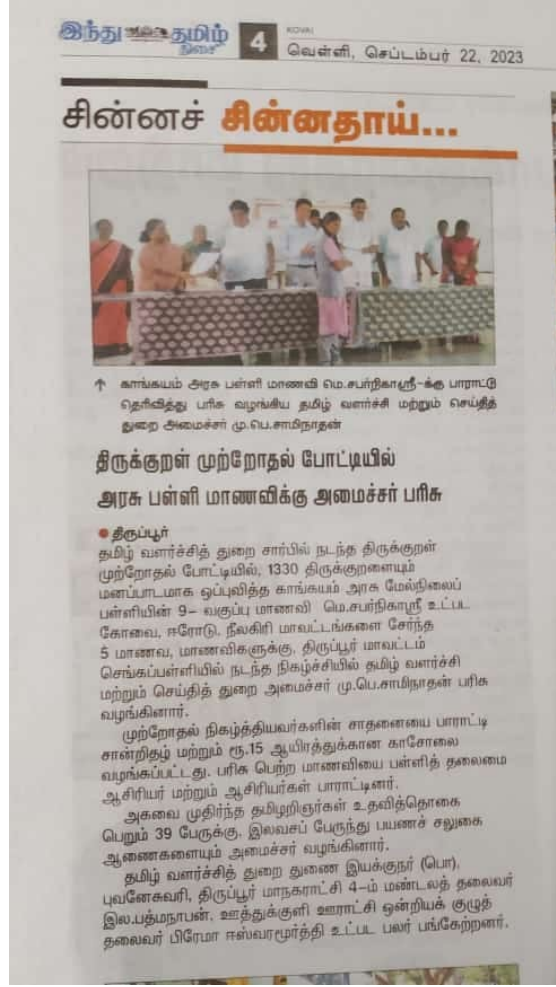 இந்து தமிழ்
திசை
4
KOVAI
வெள்ளி, செப்டம்பர் 22, 2023
சின்னச் சின்னதாய்...
↑ காங்கயம் அரசு பள்ளி மாணவி மெ.சபர்நிகாஸ்ரீ-க்கு பாராட்டு
தெரிவித்து பரிசு வழங்கிய தமிழ் வளர்ச்சி மற்றும் செய்தித்
துறை அமைச்சர் மு.பெ.சாமிநாதன்
திருக்குறள் முற்றோதல் போட்டியில்
அரசு பள்ளி மாணவிக்கு அமைச்சர் பரிசு
● திருப்பூர்
தமிழ் வளர்ச்சித் துறை சார்பில் நடந்த திருக்குறள்
முற்றோதல் போட்டியில், 1330 திருக்குறளையும்
மனப்பாடமாக ஒப்புவித்த காங்கயம் அரசு மேல்நிலைப்
பள்ளியின் 9- வகுப்பு மாணவி மெ.சபர்நிகாஸ்ரீ உட்பட
கோவை, ஈரோடு, நீலகிரி மாவட்டங்களை சேர்ந்த
5 மாணவ, மாணவிகளுக்கு, திருப்பூர் மாவட்டம்
செங்கப்பள்ளியில் நடந்த நிகழ்ச்சியில் தமிழ் வளர்ச்சி
மற்றும் செய்தித் துறை அமைச்சர் மு.பெ.சாமிநாதன் பரிசு
வழங்கினார்.
முற்றோதல் நிகழ்த்தியவர்களின் சாதனையை பாராட்டி
சான்றிதழ் மற்றும் ரூ.15 ஆயிரத்துக்கான காசோலை
வழங்கப்பட்டது. பரிசு பெற்ற மாணவியை பள்ளித் தலைமை
ஆசிரியர் மற்றும் ஆசிரியர்கள் பாராட்டினர்.
அகவை முதிர்ந்த தமிழறிஞர்கள் உதவித்தொகை
பெறும் 39 பேருக்கு, இலவசப் பேருந்து பயணச் சலுகை
ஆணைகளையும் அமைச்சர் வழங்கினார்.
தமிழ் வளர்ச்சித் துறை துணை இயக்குநர் (பொ),
புவனேசுவரி, திருப்பூர் மாநகராட்சி 4-ம் மண்டலத் தலைவர்
இல.பத்மநாபன், ஊத்துக்குளி ஊராட்சி ஒன்றியக் குழுத்
தலைவர் பிரேமா ஈஸ்வரமூர்த்தி உட்பட பலர் பங்கேற்றனர்.